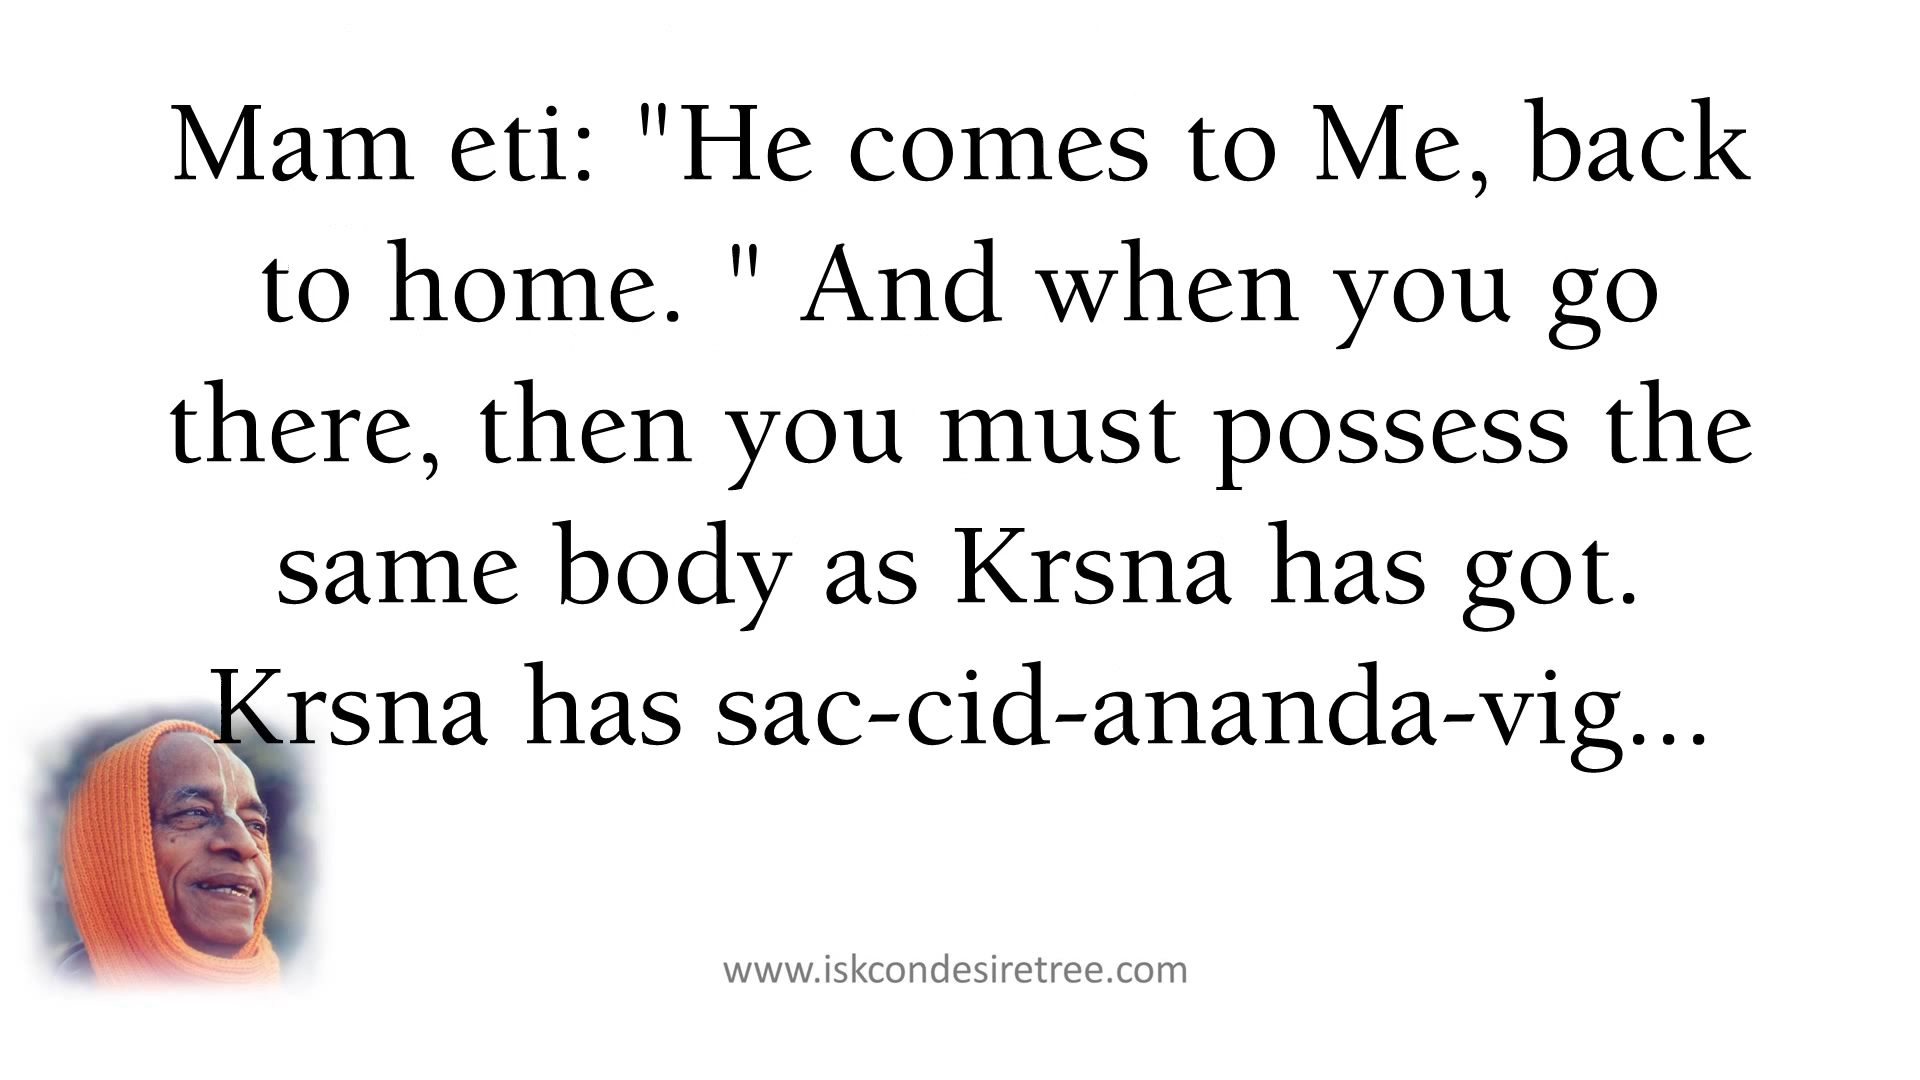 Mam eti: "He comes to Me, back
to home. " And when you go
there, then you must possess the
same body as Krsna has got.
Krsna has sac-cid-ananda-vig...
www.iskcondesiretree.com